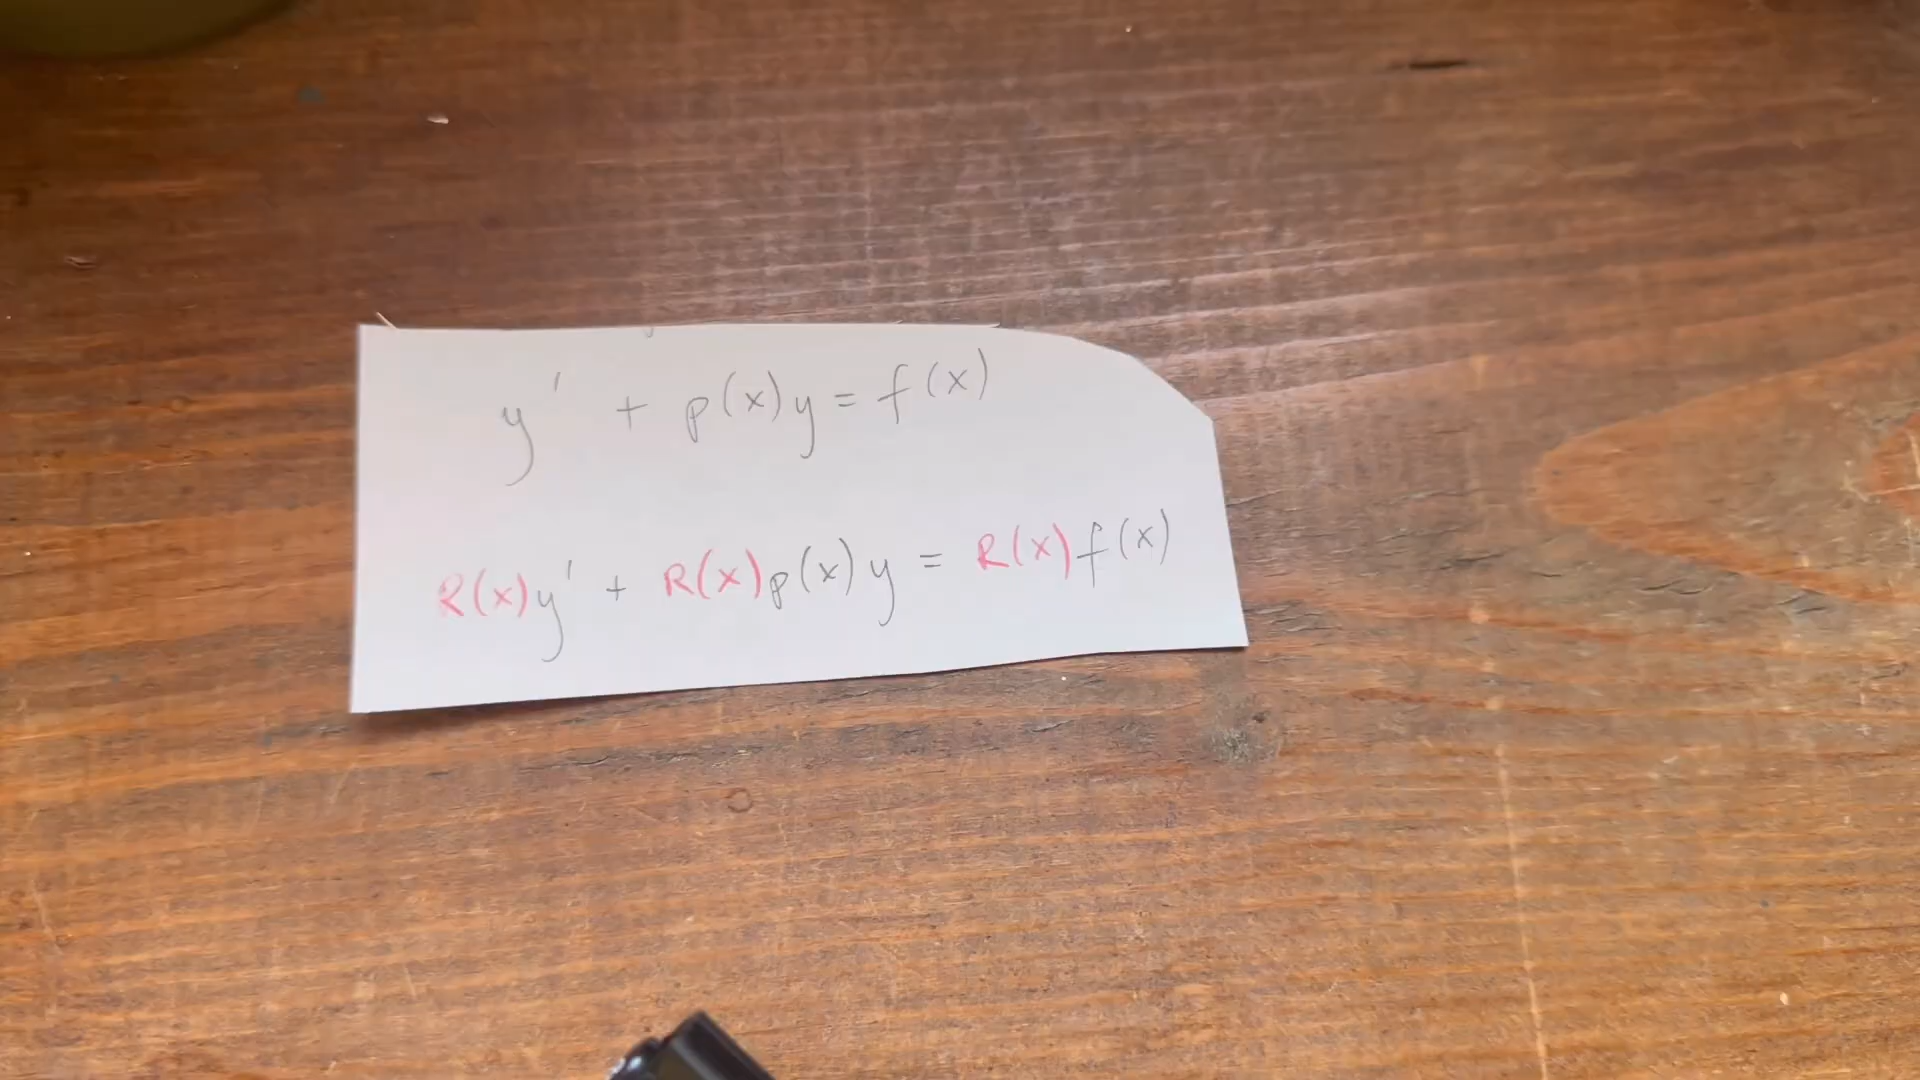 y' + p(x)y = f(x)
R(x)y' + R(x)p(x)y = R(x)f(x)